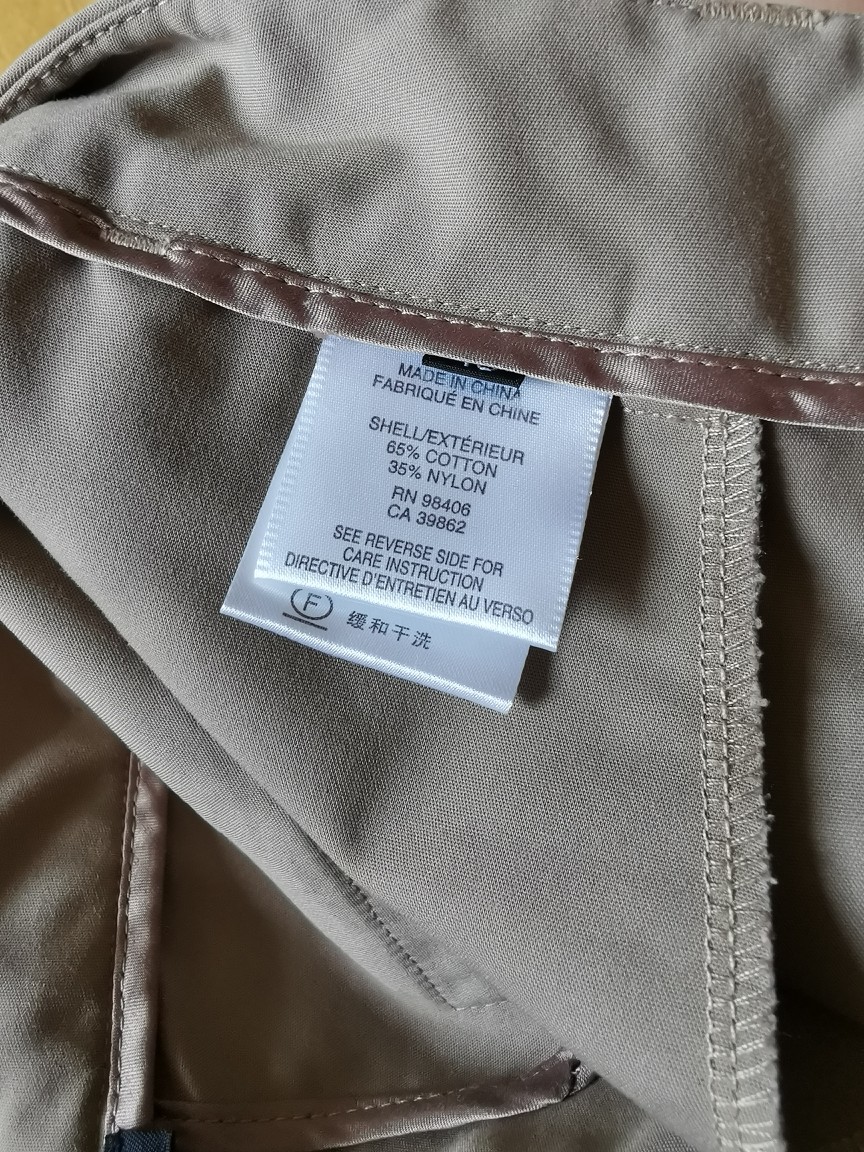 MADE IN CHINA
FABRIQUÉ EN CHINE
SHELL/EXTÉRIEUR
65% COTTON
35% NYLON
RN 98406
CA 39862
SEE REVERSE SIDE FOR
CARE INSTRUCTION
DIRECTIVE D'ENTRETIEN AU VERSO
F 缓和干洗